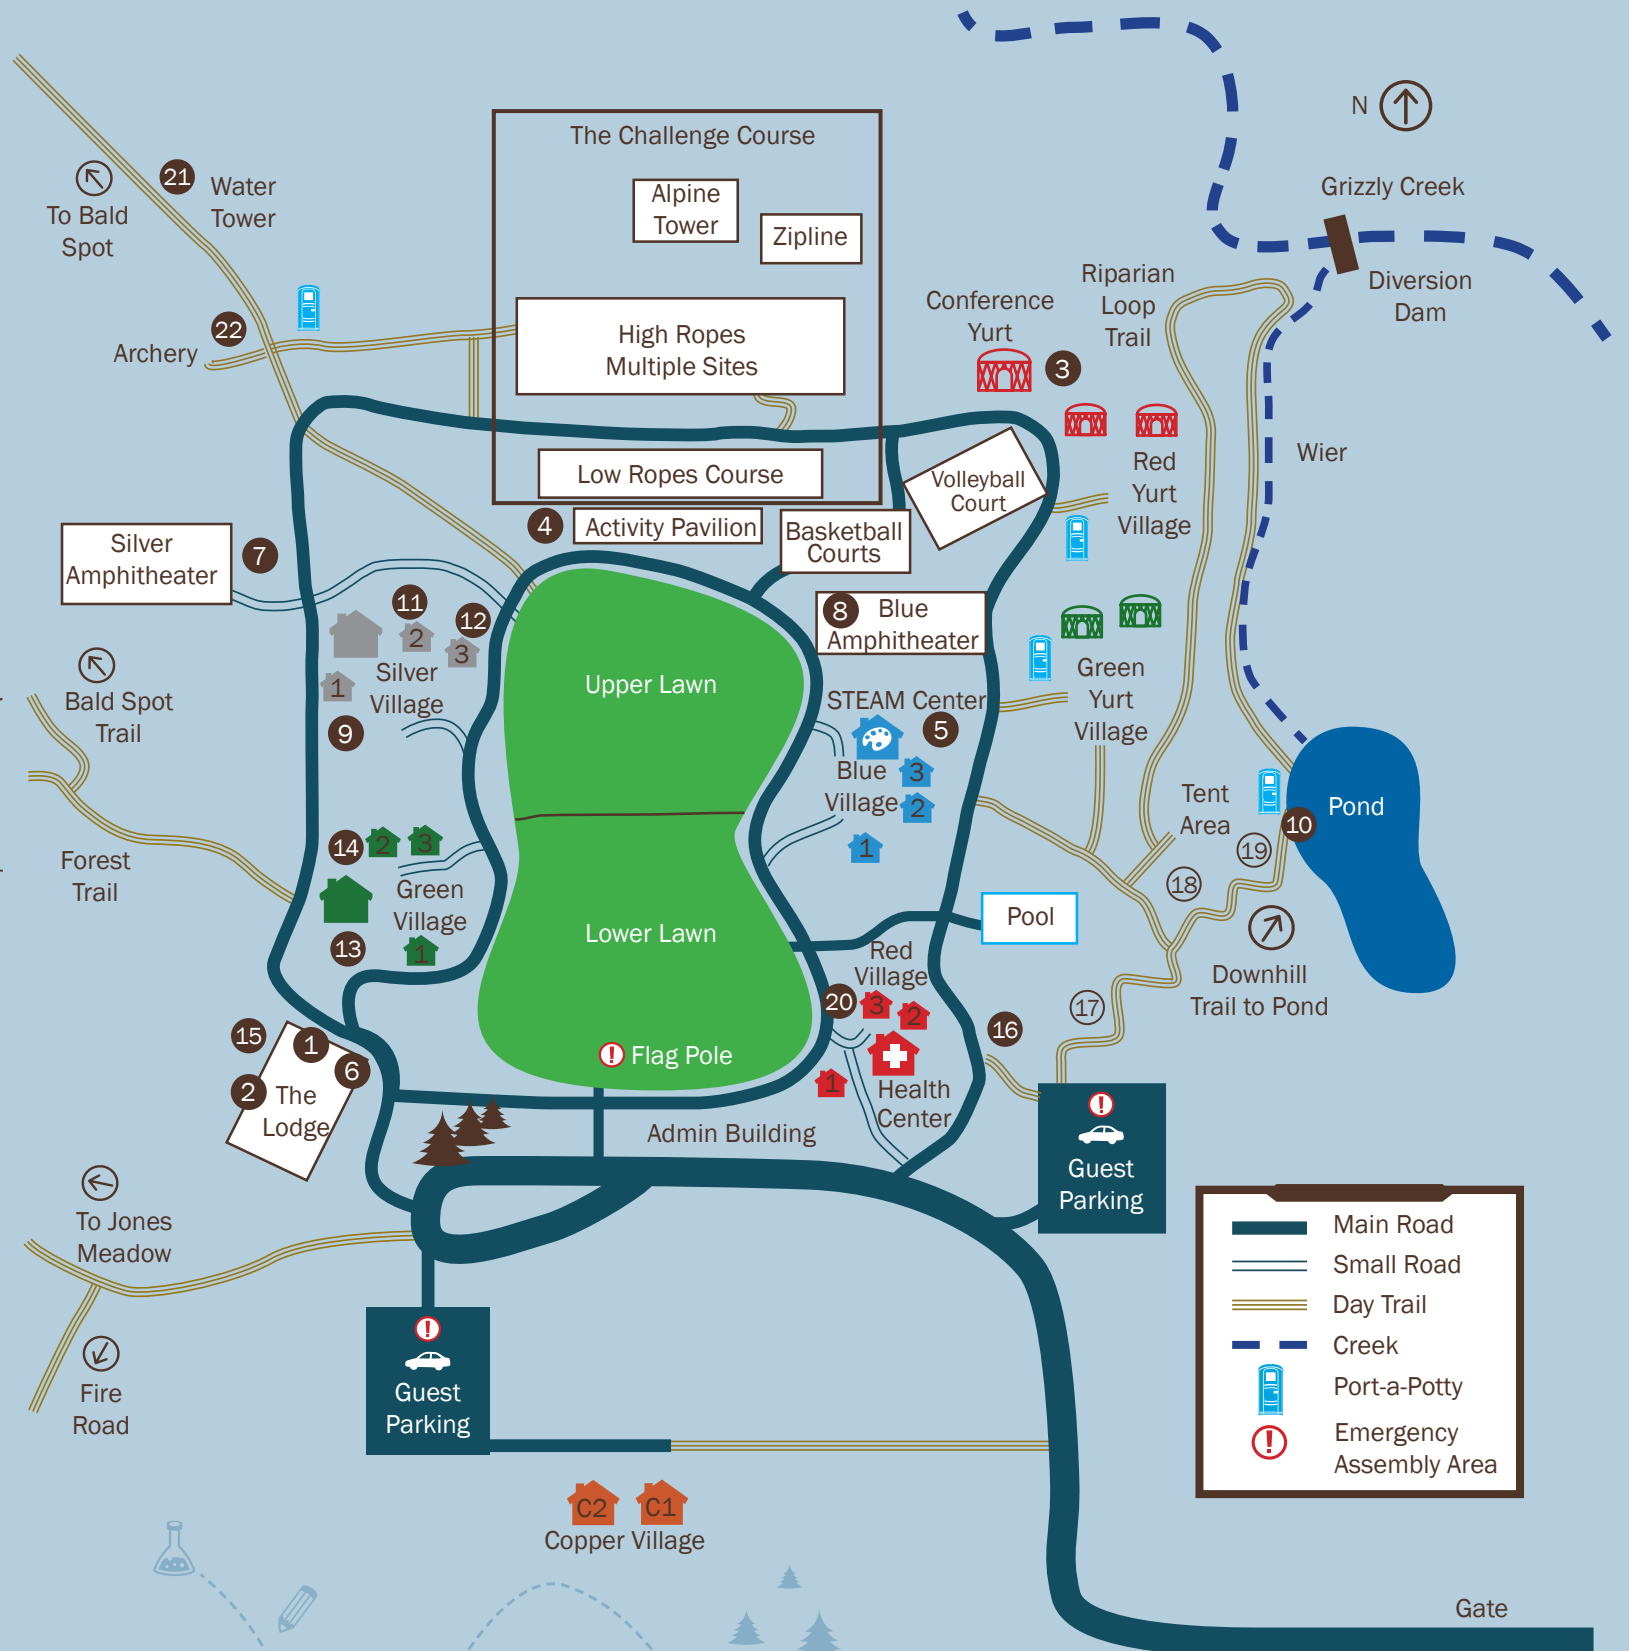 N
Grizzly Creek
Diversion
Dam
The Challenge Course
Alpine
Tower
Zipline
High Ropes
Multiple Sites
Low Ropes Course
21
Water
Tower
To Bald
Spot
22
Archery
Riparian
Loop
Trail
Conference
Yurt
3
Red
Yurt
Village
Wier
Volleyball
Court
4
Activity Pavilion
Basketball
Courts
Silver
Amphitheater
7
8
Blue
Amphitheater
11
12
2
3
1
Silver
Village
9
Bald Spot
Trail
Upper Lawn
STEAM Center
5
Blue
Village
3
2
1
Green
Yurt
Village
Tent
Area
Pond
10
19
18
14
2
3
Green
Village
13
1
Forest
Trail
Lower Lawn
Pool
Red
Village
20
3
2
1
Health
Center
16
17
Downhill
Trail to Pond
! Flag Pole
15
1
6
2
The
Lodge
Admin Building
!
Guest
Parking
To Jones
Meadow
Fire
Road
!
Guest
Parking
C2
C1
Copper Village
Main Road
Small Road
Day Trail
Creek
Port-a-Potty
!
Emergency
Assembly Area
Gate